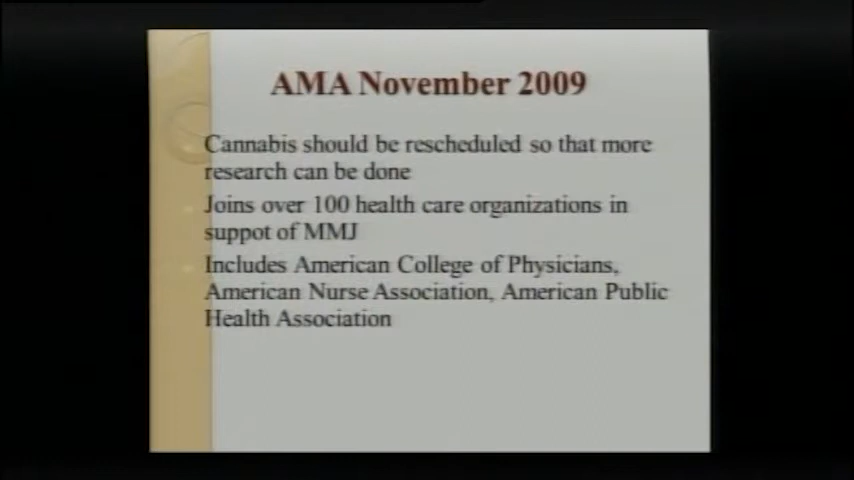 AMA November 2009
Cannabis should be rescheduled so that more
research can be done
Joins over 100 health care organizations in
suppot of MMJ
Includes American College of Physicians,
American Nurse Association, American Public
Health Association